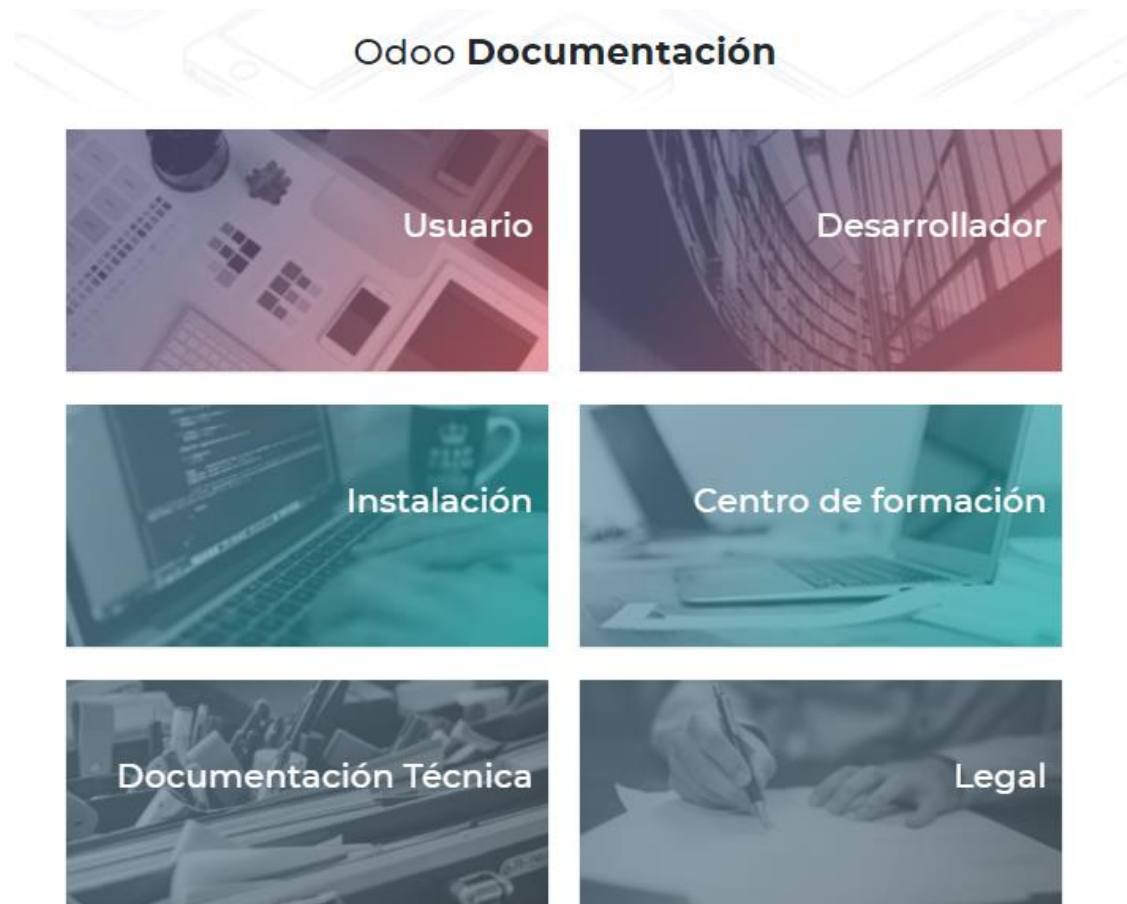 Odoo Documentación
Usuario
Desarrollador
Instalación
Centro de formación
Documentación Técnica
Legal